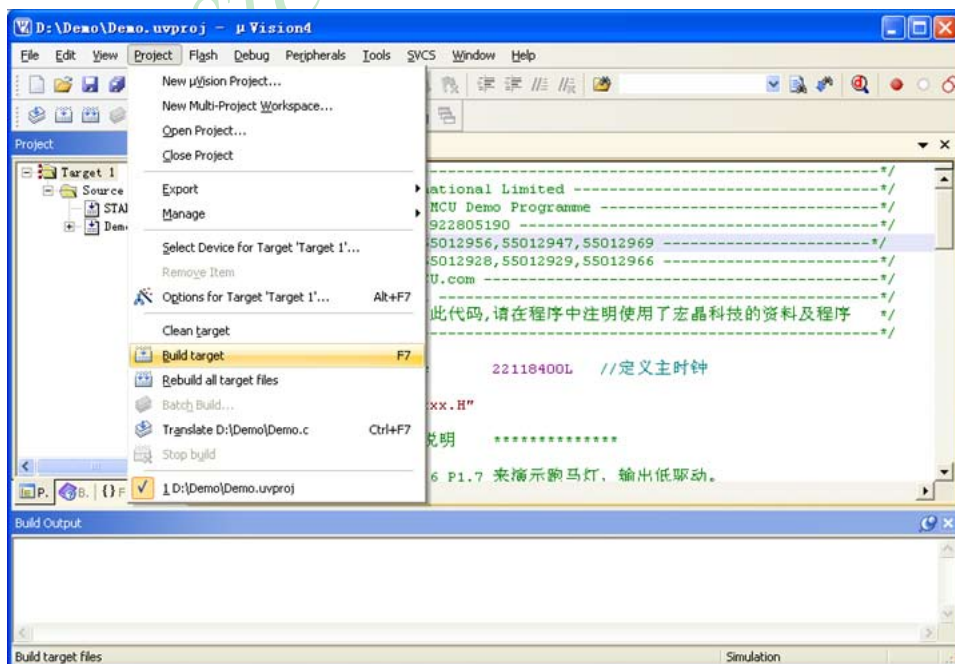 D:\Demo\Demo.uvproj - µVision4
File Edit View Project Flash Debug Peripherals Tools SVCS Window Help
Project
Target 1
Source
New µVision Project...
New Multi-Project Workspace...
Open Project...
Close Project
Export
Manage
Select Device for Target 'Target 1'...
Remove Item
Options for Target 'Target 1'... Alt+F7
Clean target
Build target F7
Rebuild all target files
Batch Build...
Translate D:\Demo\Demo.c Ctrl+F7
Stop build
1 D:\Demo\Demo.uvproj
-----*/
ational Limited -----*/
MCU Demo Programme -----*/
922805190 -----*/
55012956,55012947,55012969 -----*/
55012928,55012929,55012966 -----*/
U.com -----*/
-----*/
此代码,请在程序中注明使用了宏晶科技的资料及程序 */
-----*/
22118400L //定义主时钟
xx.H"
说明 **************
6 P1.7 来演示跑马灯，输出低驱动。
P. B. {} F
Build Output
Build target files Simulation